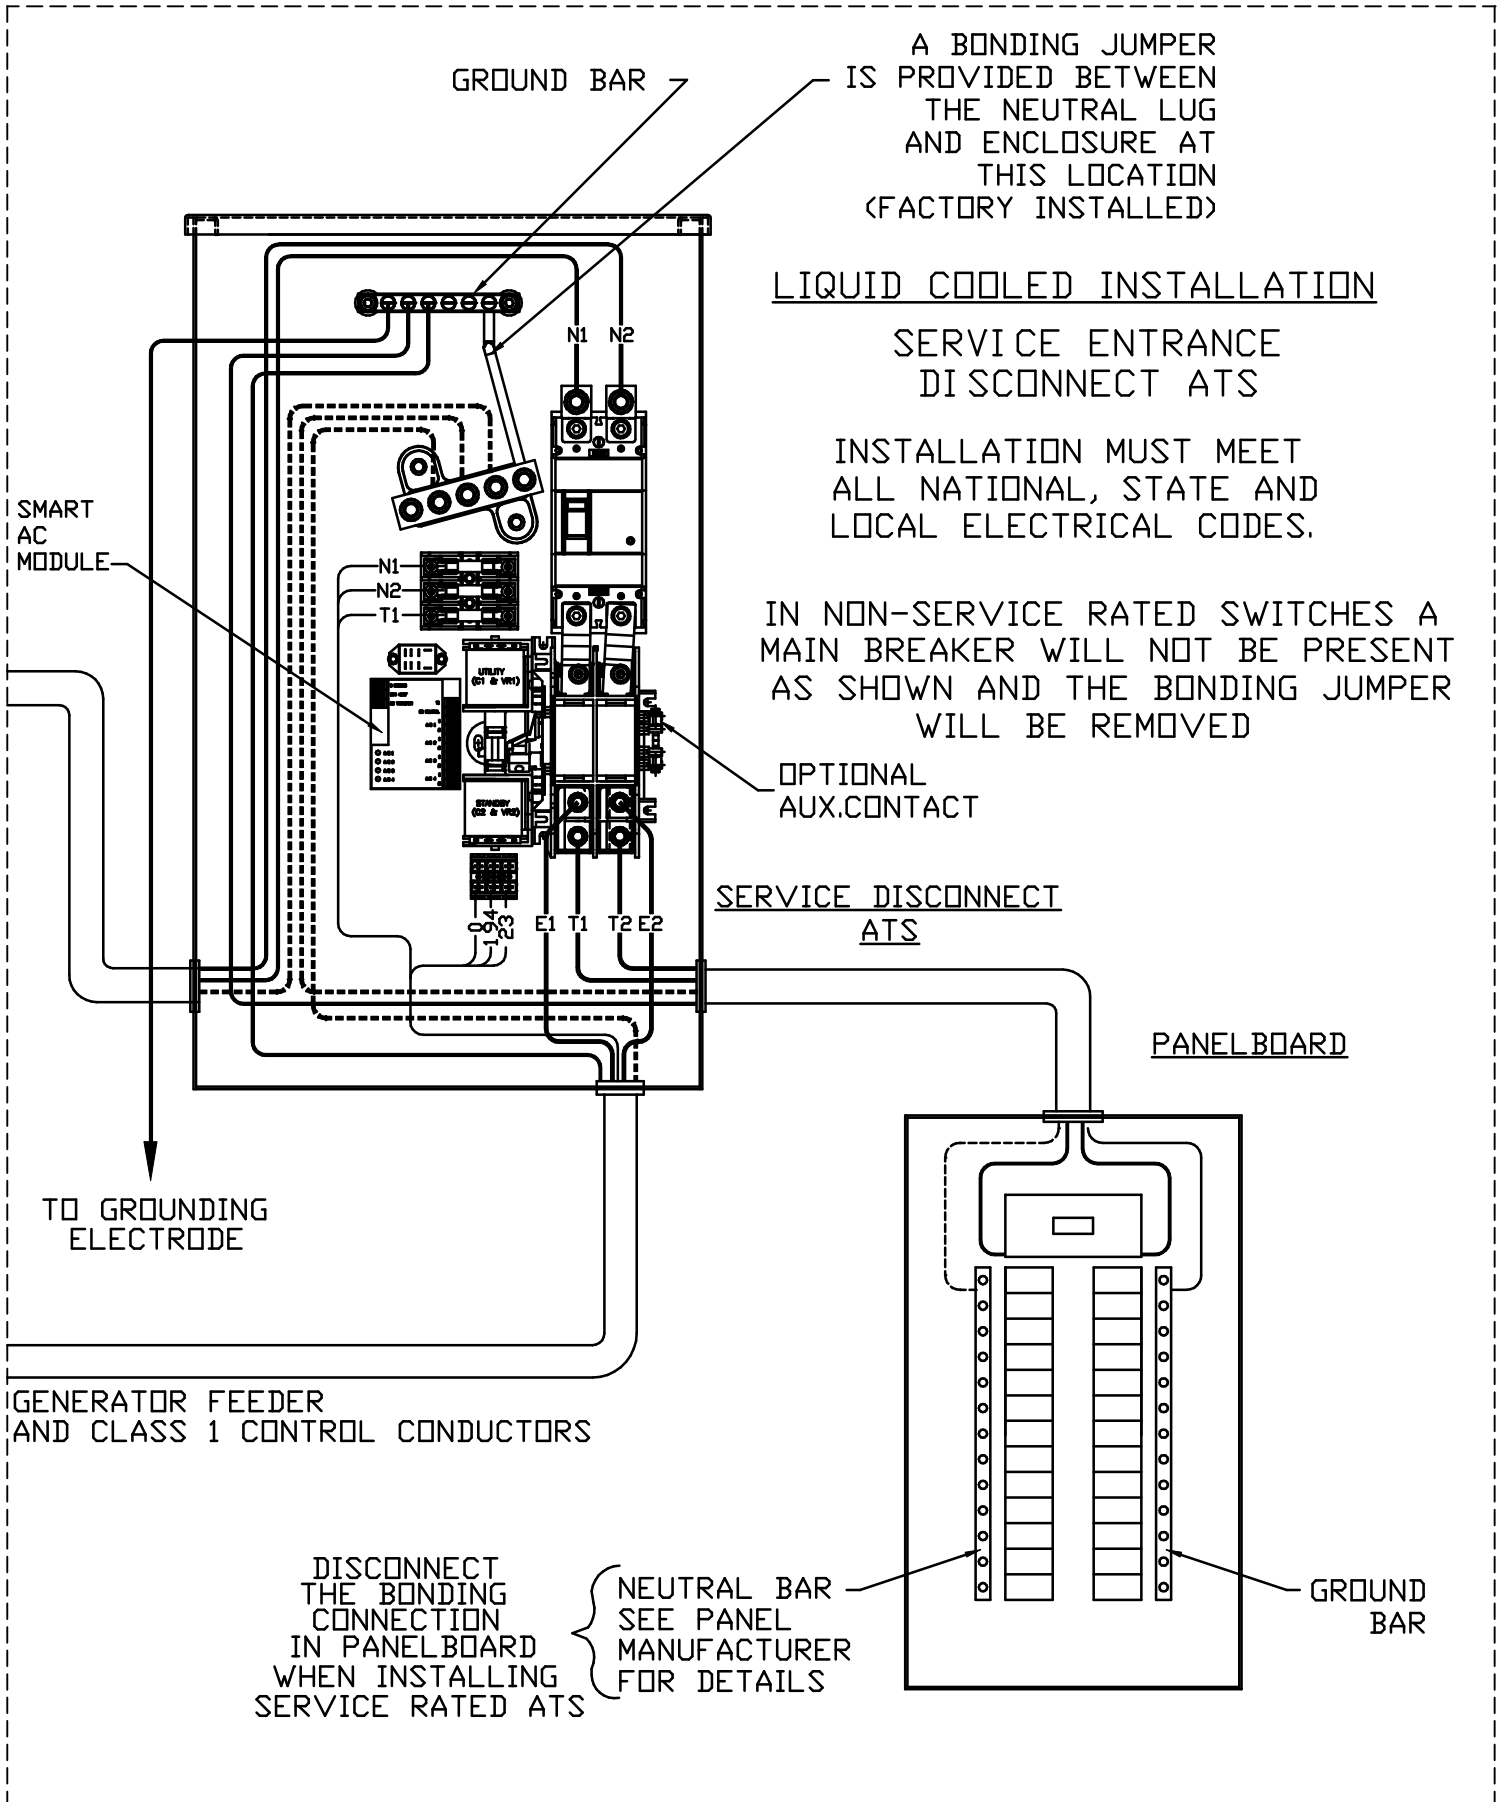 GROUND BAR
A BONDING JUMPER
IS PROVIDED BETWEEN
THE NEUTRAL LUG
AND ENCLOSURE AT
THIS LOCATION
(FACTORY INSTALLED)
LIQUID COOLED INSTALLATION
SERVICE ENTRANCE
DISCONNECT ATS
INSTALLATION MUST MEET
ALL NATIONAL, STATE AND
LOCAL ELECTRICAL CODES.
IN NON-SERVICE RATED SWITCHES A
MAIN BREAKER WILL NOT BE PRESENT
AS SHOWN AND THE BONDING JUMPER
WILL BE REMOVED
N1 N2
SMART
AC
MODULE
N1
N2
T1
UTILITY
(C1 & VR1)
STANDBY
(C2 & VR2)
OPTIONAL
AUX.CONTACT
0
194
23
E1 T1 T2 E2
SERVICE DISCONNECT
ATS
PANELBOARD
TO GROUNDING
ELECTRODE
GENERATOR FEEDER
AND CLASS 1 CONTROL CONDUCTORS
DISCONNECT
THE BONDING
CONNECTION
IN PANELBOARD
WHEN INSTALLING
SERVICE RATED ATS
NEUTRAL BAR
SEE PANEL
MANUFACTURER
FOR DETAILS
GROUND
BAR